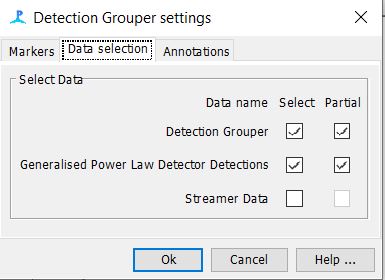 Detection Grouper settings
Markers Data selection Annotations
Select Data
Data name Select Partial
Detection Grouper
Generalised Power Law Detector Detections
Streamer Data
Ok Cancel Help ...